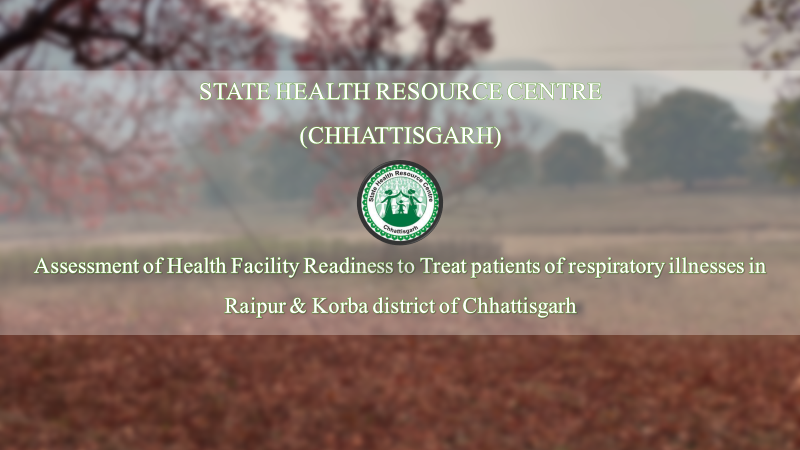 STATE HEALTH RESOURCE CENTRE
(CHHATTISGARH)
State Health Resource Centre
Chhattisgarh
Assessment of Health Facility Readiness to Treat patients of respiratory illnesses in
Raipur & Korba district of Chhattisgarh